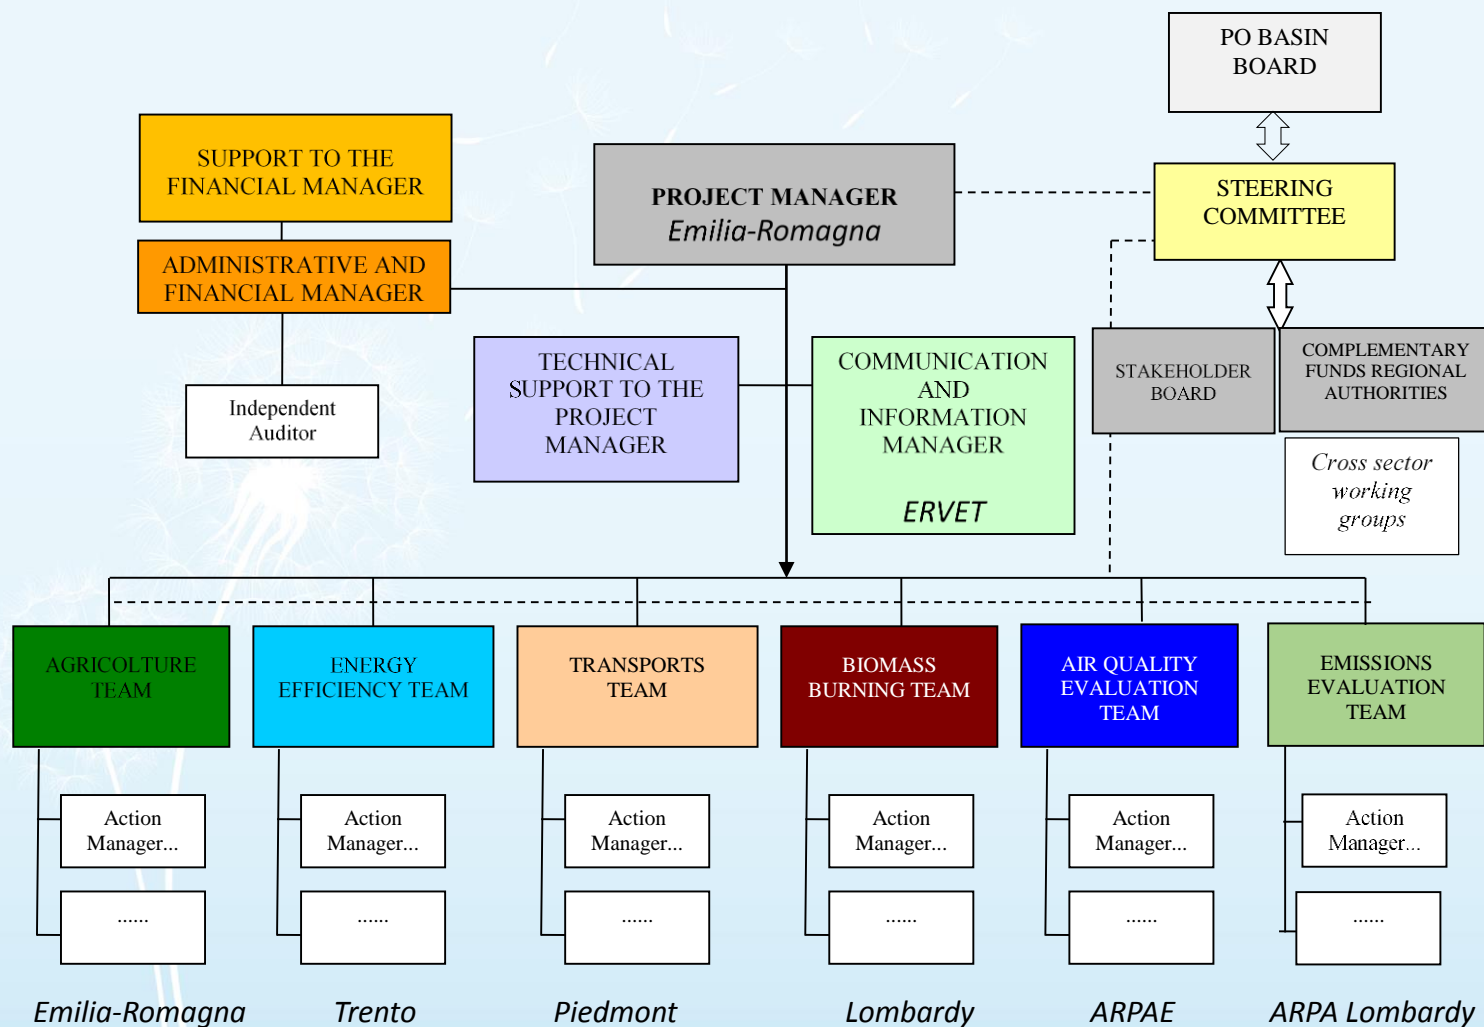 PO BASIN
BOARD
SUPPORT TO THE
FINANCIAL MANAGER
PROJECT MANAGER
Emilia-Romagna
STEERING
COMMITTEE
ADMINISTRATIVE AND
FINANCIAL MANAGER
TECHNICAL
SUPPORT TO THE
PROJECT
MANAGER
COMMUNICATION
AND
INFORMATION
MANAGER
ERVET
STAKEHOLDER
BOARD
COMPLEMENTARY
FUNDS REGIONAL
AUTHORITIES
Independent
Auditor
Cross sector
working
groups
AGRICOLTURE
TEAM
ENERGY
EFFICIENCY TEAM
TRANSPORTS
TEAM
BIOMASS
BURNING TEAM
AIR QUALITY
EVALUATION
TEAM
EMISSIONS
EVALUATION
TEAM
Action
Manager...
Action
Manager...
Action
Manager...
Action
Manager...
Action
Manager...
Action
Manager...
......
......
......
......
......
......
Emilia-Romagna
Trento
Piedmont
Lombardy
ARPAE
ARPA Lombardy